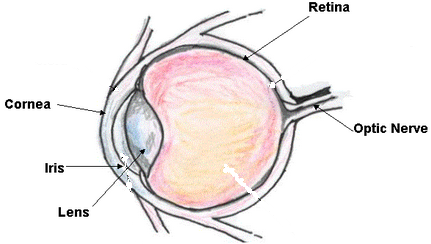 Retina
Cornea
Optic Nerve
Iris
Lens